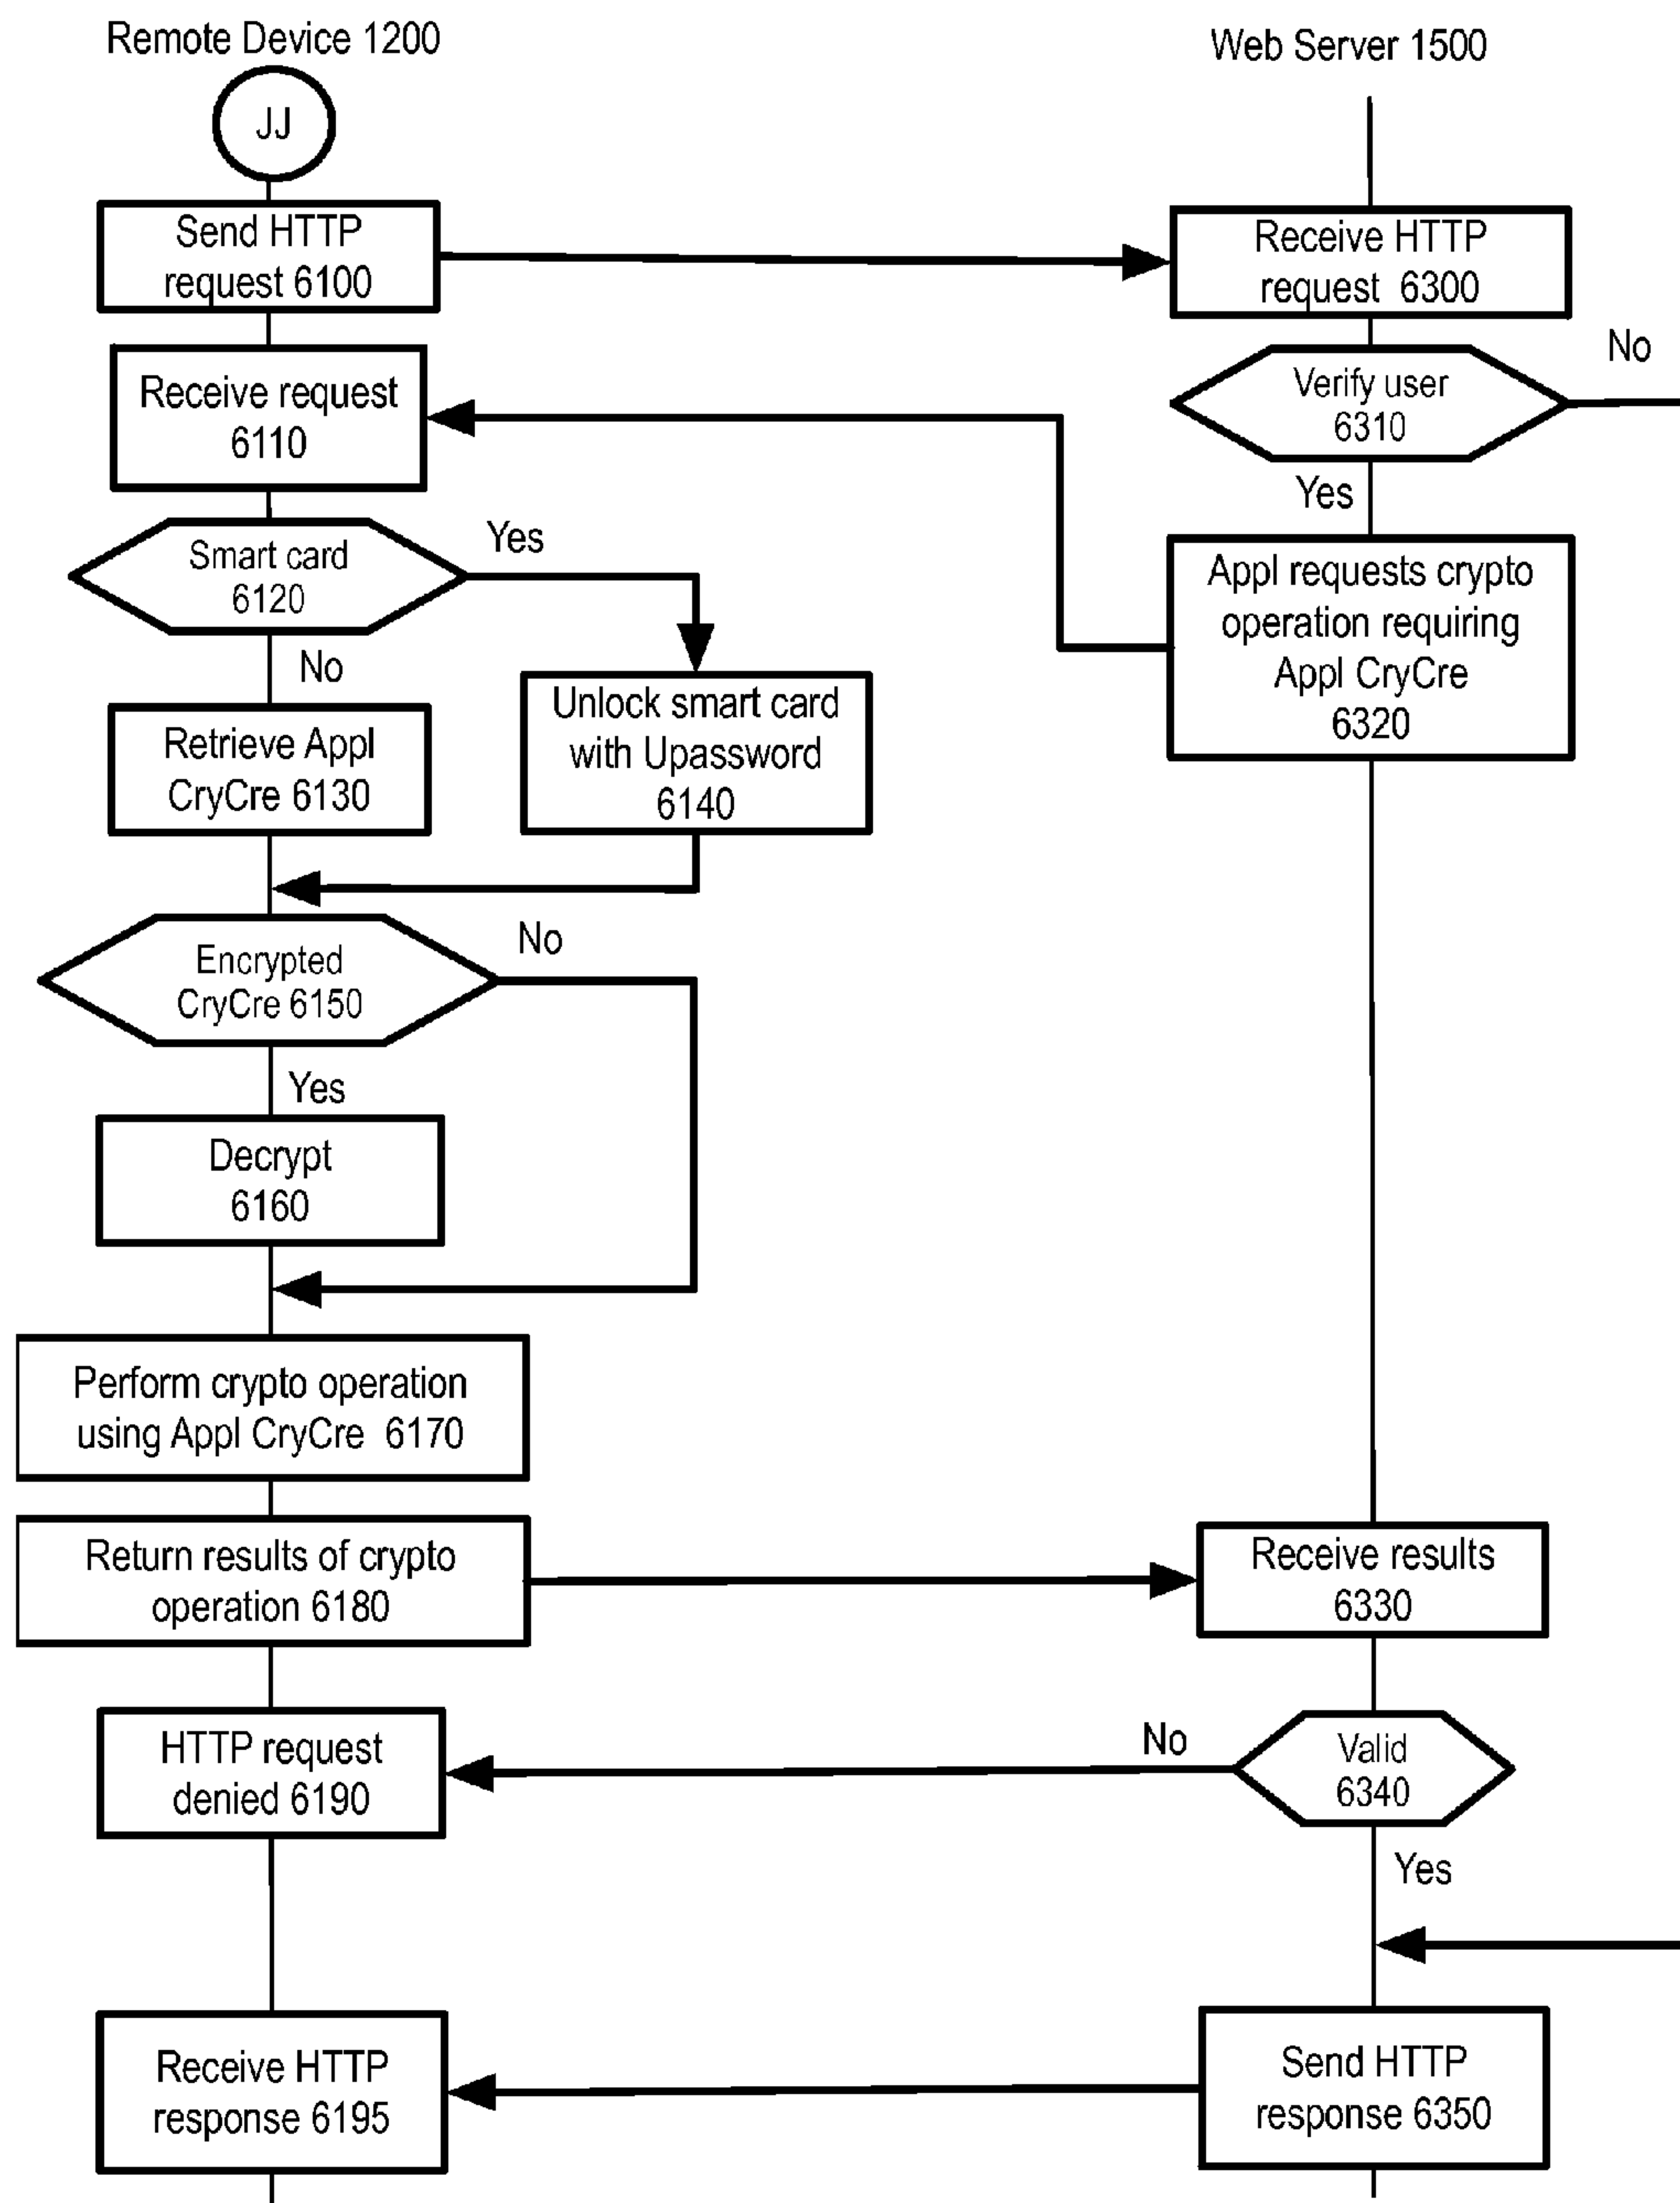 Remote Device 1200
Web Server 1500
JJ
Send HTTP
request 6100
Receive HTTP
request 6300
No
Receive request
6110
Verify user
6310
Yes
Smart card
6120
Yes
No
Appl requests crypto
operation requiring
Appl CryCre
6320
Retrieve Appl
CryCre 6130
Unlock smart card
with Upassword
6140
Encrypted
CryCre 6150
No
Yes
Decrypt
6160
Perform crypto operation
using Appl CryCre 6170
Return results of crypto
operation 6180
Receive results
6330
HTTP request
denied 6190
No
Valid
6340
Yes
Receive HTTP
response 6195
Send HTTP
response 6350